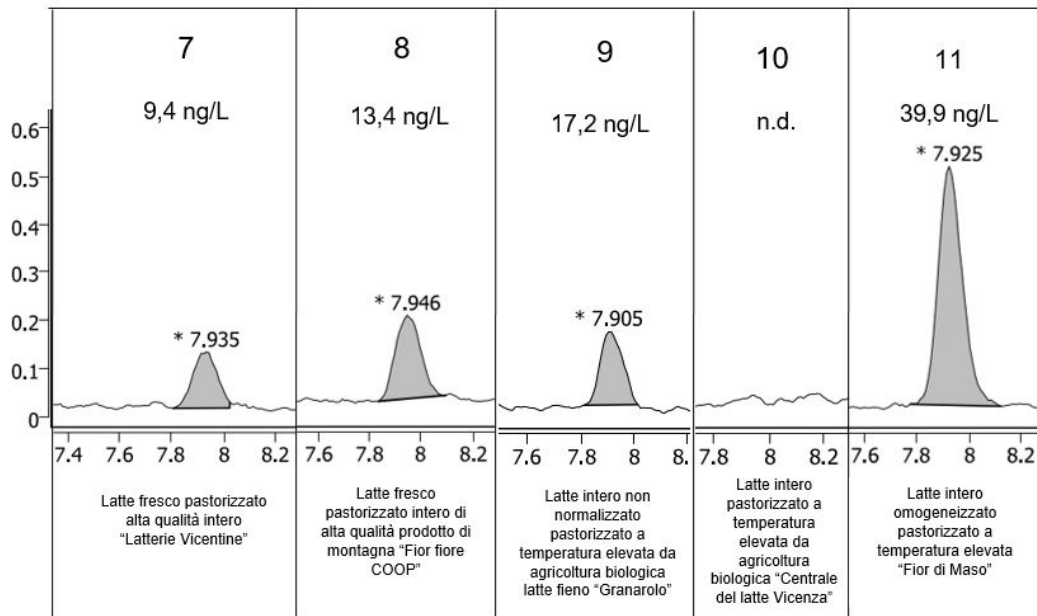 7
9,4 ng/L
8
13,4 ng/L
9
17,2 ng/L
10
n.d.
11
39,9 ng/L
0.6
0.5
0.4
0.3
0.2
0.1
0
* 7.935
* 7.946
* 7.905
* 7.925
7.4 7.6 7.8 8 8.2
7.6 7.8 8 8.2
7.6 7.8 8 8.
7.8 8 8.2
7.6 7.8 8 8.2
Latte fresco pastorizzato
alta qualità intero
“Latterie Vicentine”
Latte fresco
pastorizzato intero di
alta qualità prodotto di
montagna “Fior fiore
COOP”
Latte intero non
normalizzato
pastorizzato a
temperatura elevata da
agricoltura biologica
latte fieno “Granarolo”
Latte intero
pastorizzato a
temperatura
elevata da
agricoltura
biologica “Centrale
del latte Vicenza”
Latte intero
omogeneizzato
pastorizzato a
temperatura elevata
“Fior di Maso”